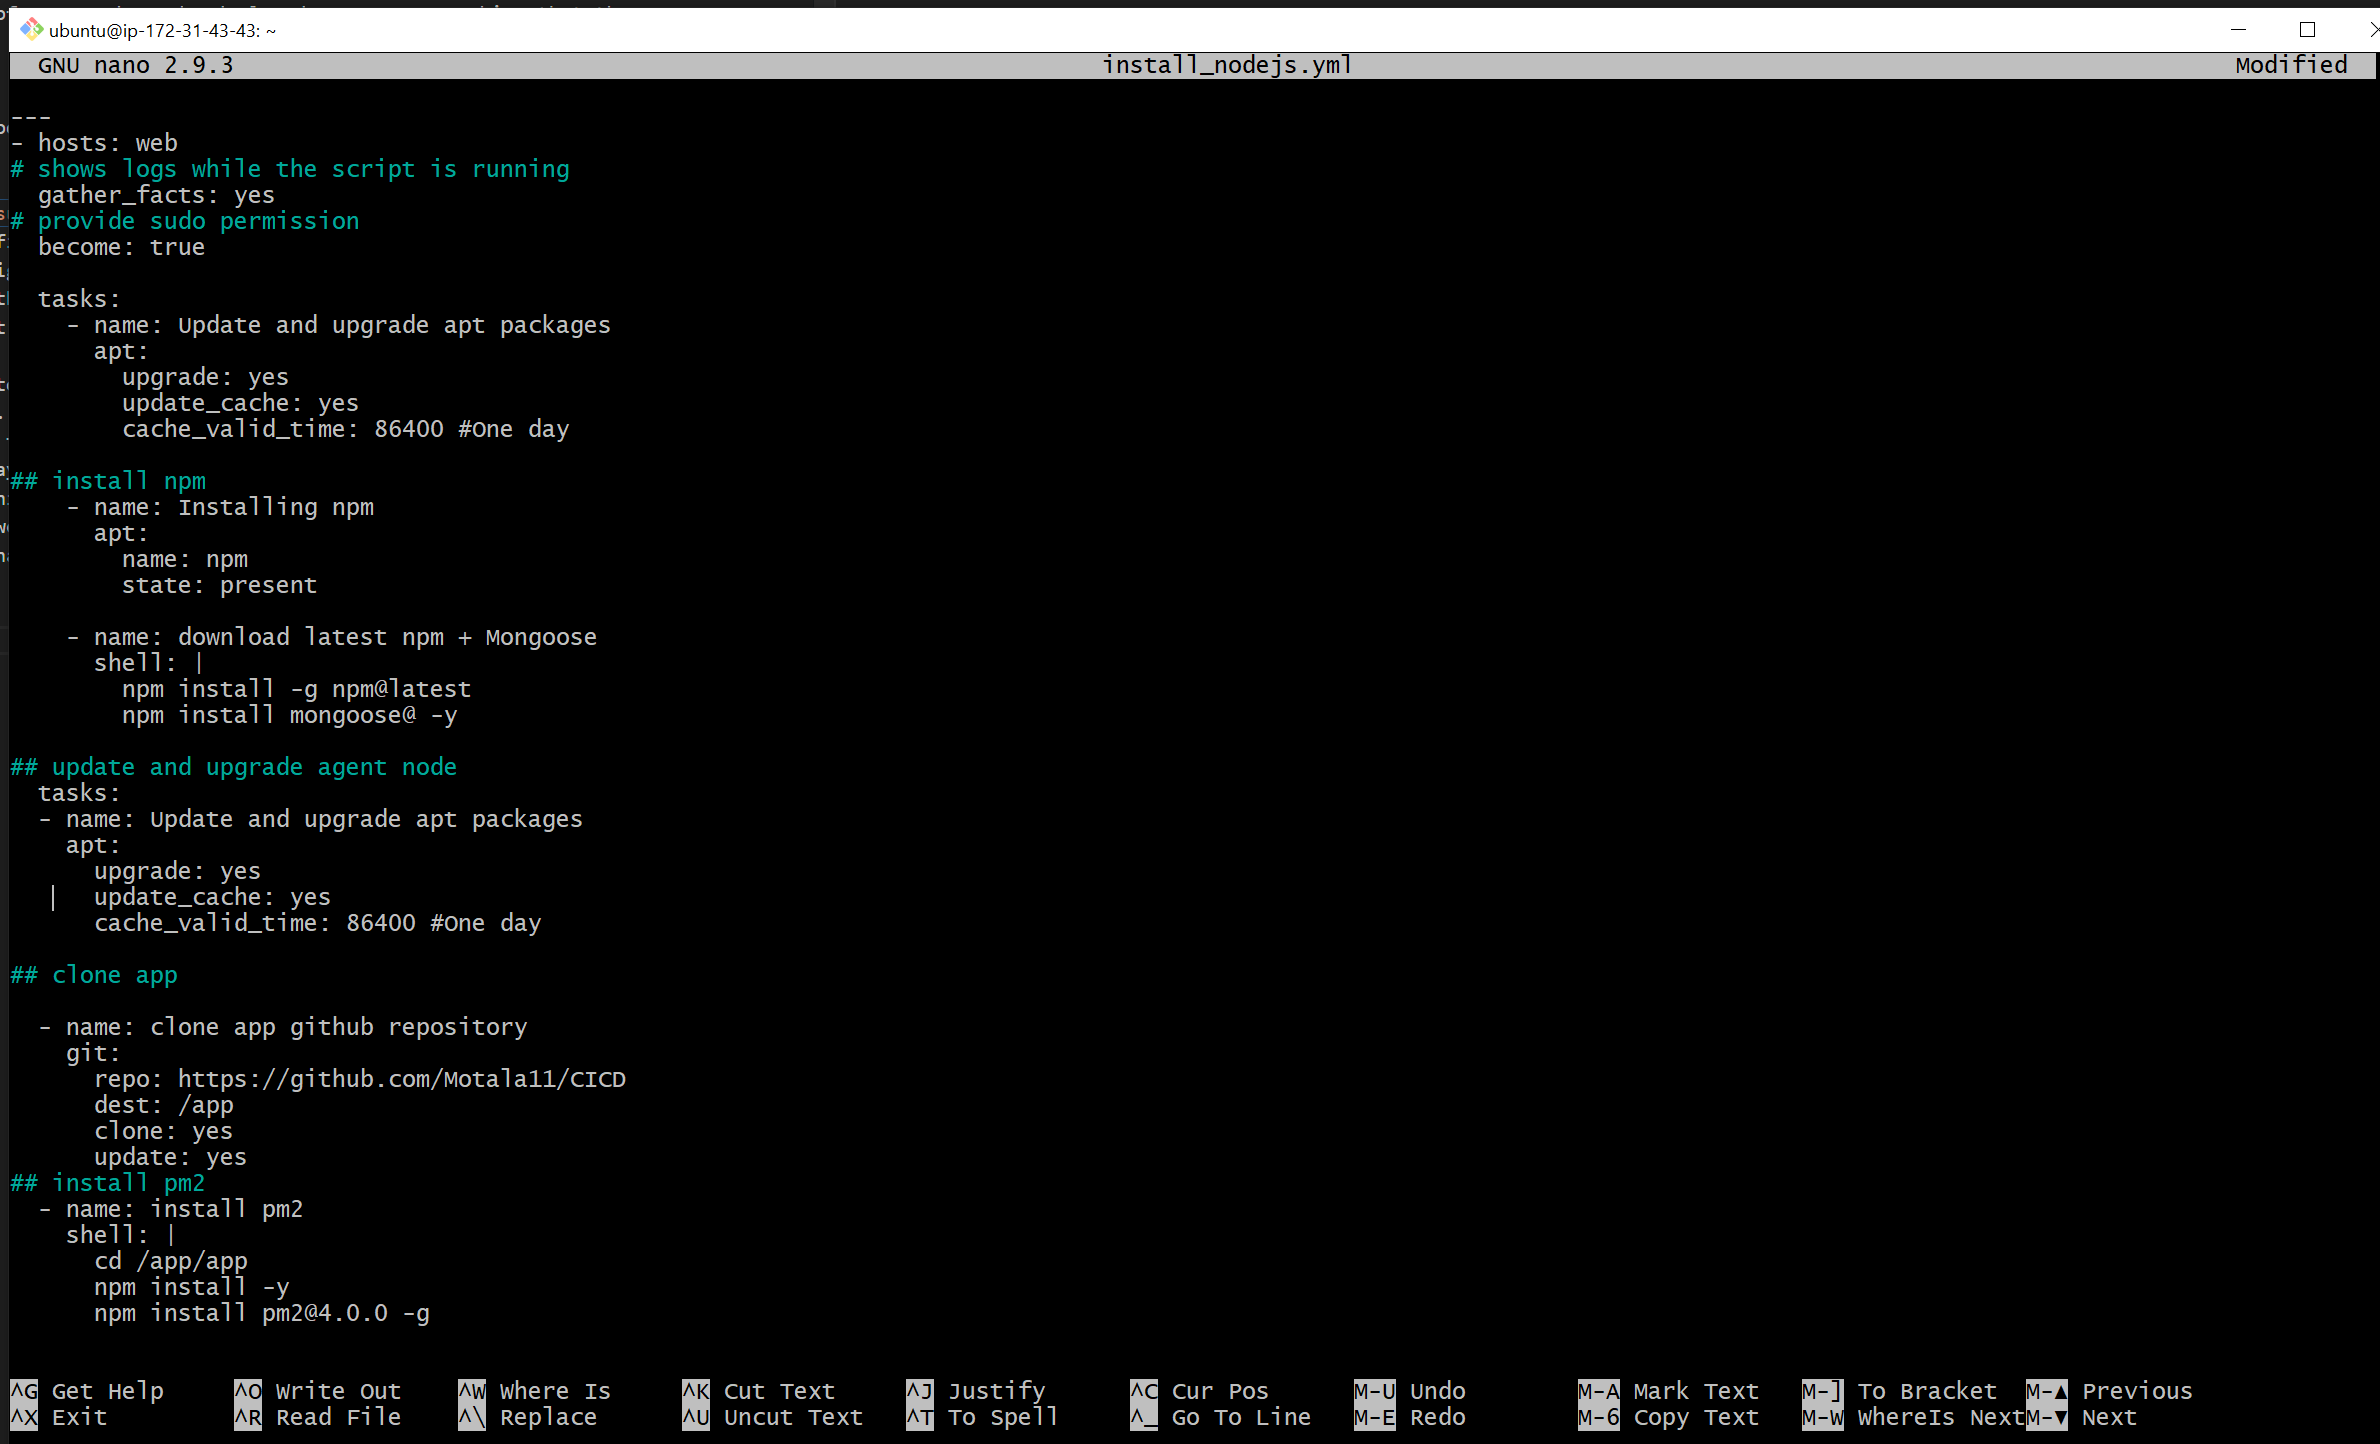 ubuntu@ip-172-31-43-43: ~
GNU nano 2.9.3 install_nodejs.yml Modified
---
- hosts: web
# shows logs while the script is running
  gather_facts: yes
# provide sudo permission
  become: true

  tasks:
    - name: Update and upgrade apt packages
      apt:
        upgrade: yes
        update_cache: yes
        cache_valid_time: 86400 #One day

## install npm
    - name: Installing npm
      apt:
        name: npm
        state: present

    - name: download latest npm + Mongoose
      shell: |
        npm install -g npm@latest
        npm install mongoose@ -y

## update and upgrade agent node
  tasks:
  - name: Update and upgrade apt packages
    apt:
      upgrade: yes
      update_cache: yes
      cache_valid_time: 86400 #One day

## clone app

  - name: clone app github repository
    git:
      repo: https://github.com/Motala11/CICD
      dest: /app
      clone: yes
      update: yes
## install pm2
  - name: install pm2
    shell: |
      cd /app/app
      npm install -y
      npm install pm2@4.0.0 -g

^G Get Help ^O Write Out ^W Where Is ^K Cut Text ^J Justify ^C Cur Pos M-U Undo M-A Mark Text M-] To Bracket M-▲ Previous
^X Exit ^R Read File ^\ Replace ^U Uncut Text ^T To Spell ^_ Go To Line M-E Redo M-6 Copy Text M-W WhereIs Next M-▼ Next